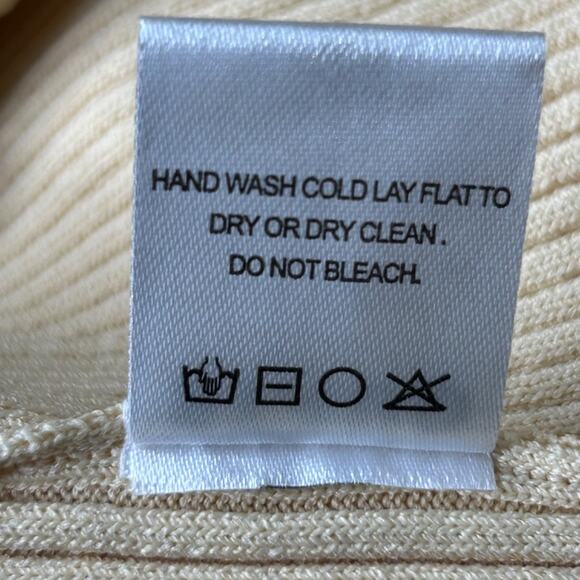 HAND WASH COLD LAY FLAT TO
DRY OR DRY CLEAN.
DO NOT BLEACH.